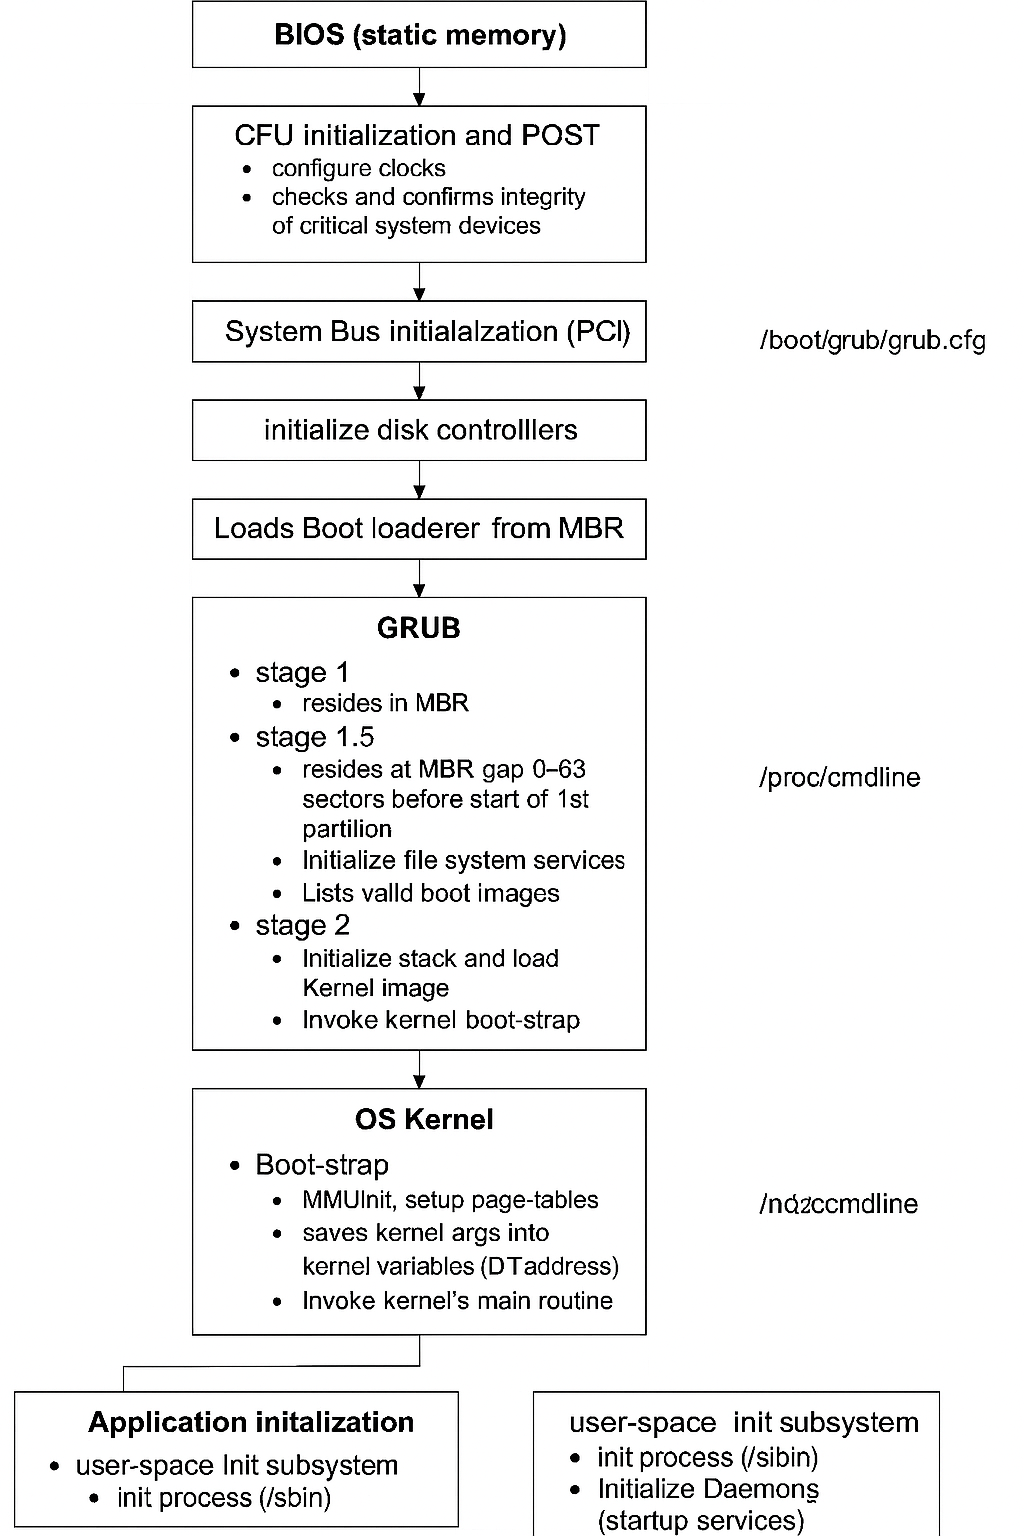 BIOS (static memory)
CFU initialization and POST
• configure clocks
• checks and confirms integrity
of critical system devices
System Bus initialalzation (PCI)
/boot/grub/grub.cfg
initialize disk controlllers
Loads Boot loaderer from MBR
GRUB
• stage 1
• resides in MBR
• stage 1.5
• resides at MBR gap 0–63
sectors before start of 1st
partilion
/proc/cmdline
• Initialize file system services
• Lists valld boot images
• stage 2
• Initialize stack and load
Kernel image
• Invoke kernel boot-strap
OS Kernel
• Boot-strap
• MMUInit, setup page-tables
• saves kernel args into
kernel variables (DTaddress)
• Invoke kernel’s main routine
Application initalization
• user-space Init subsystem
• init process (/sbin)
user-space init subsystem
• init process (/sibin)
• Initialize Daemons
(startup services)